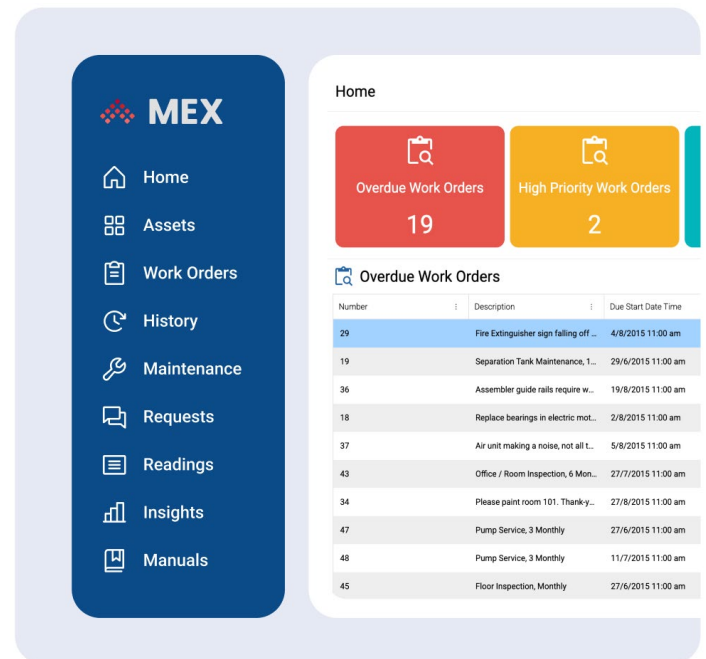 MEX
Home
Assets
Work Orders
History
Maintenance
Requests
Readings
Insights
Manuals
Home
Overdue Work Orders
19
High Priority Work Orders
2
Overdue Work Orders
Number Description Due Start Date Time
29 Fire Extinguisher sign falling off ... 4/8/2015 11:00 am
19 Separation Tank Maintenance, 1... 29/6/2015 11:00 am
36 Assembler guide rails require w... 19/8/2015 11:00 am
18 Replace bearings in electric mot... 2/8/2015 11:00 am
37 Air unit making a noise, not all t... 5/8/2015 11:00 am
43 Office / Room Inspection, 6 Mon... 27/7/2015 11:00 am
34 Please paint room 101. Thank-y... 27/8/2015 11:00 am
47 Pump Service, 3 Monthly 27/6/2015 11:00 am
48 Pump Service, 3 Monthly 11/7/2015 11:00 am
45 Floor Inspection, Monthly 27/6/2015 11:00 am